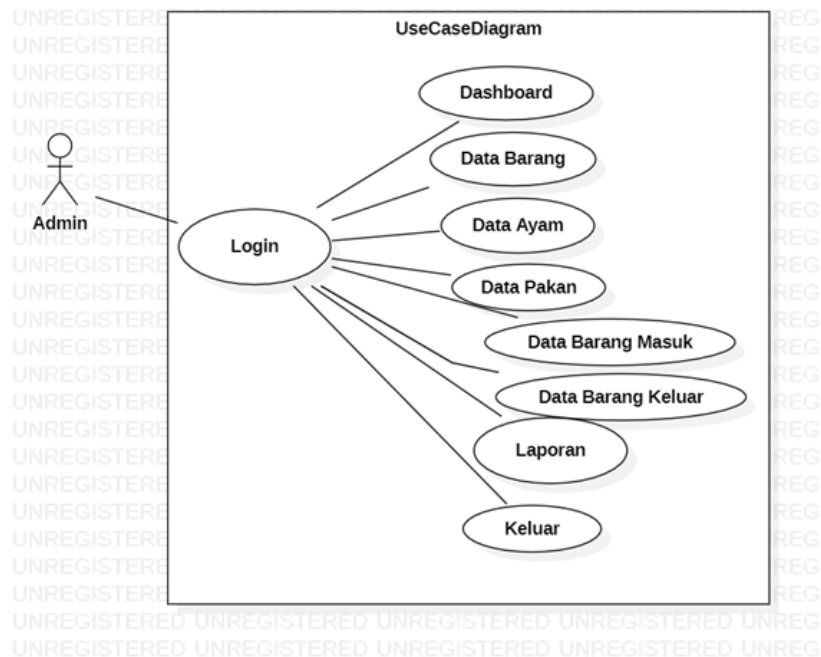 UseCaseDiagram
Dashboard
Data Barang
Admin
Data Ayam
Login
Data Pakan
Data Barang Masuk
Data Barang Keluar
Laporan
Keluar
UNREGISTERED UNREGISTERED UNREGISTERED UNREGISTERED UNREG
UNREGISTERED UNREGISTERED UNREGISTERED UNREGISTERED UNREG